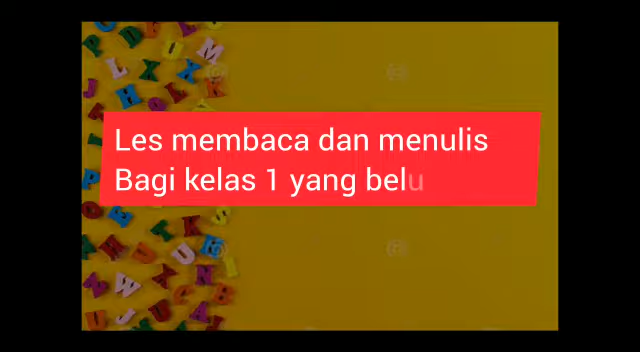 Les membaca dan menulis
Bagi kelas 1 yang belu